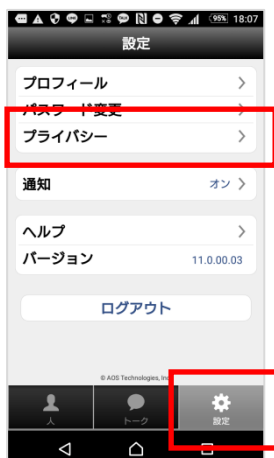 95% 18:07
設定
プロフィール
パスワード変更
プライバシー
通知 オン
ヘルプ
バージョン 11.0.00.03
ログアウト
© AOS Technologies, In
人 トーク 設定